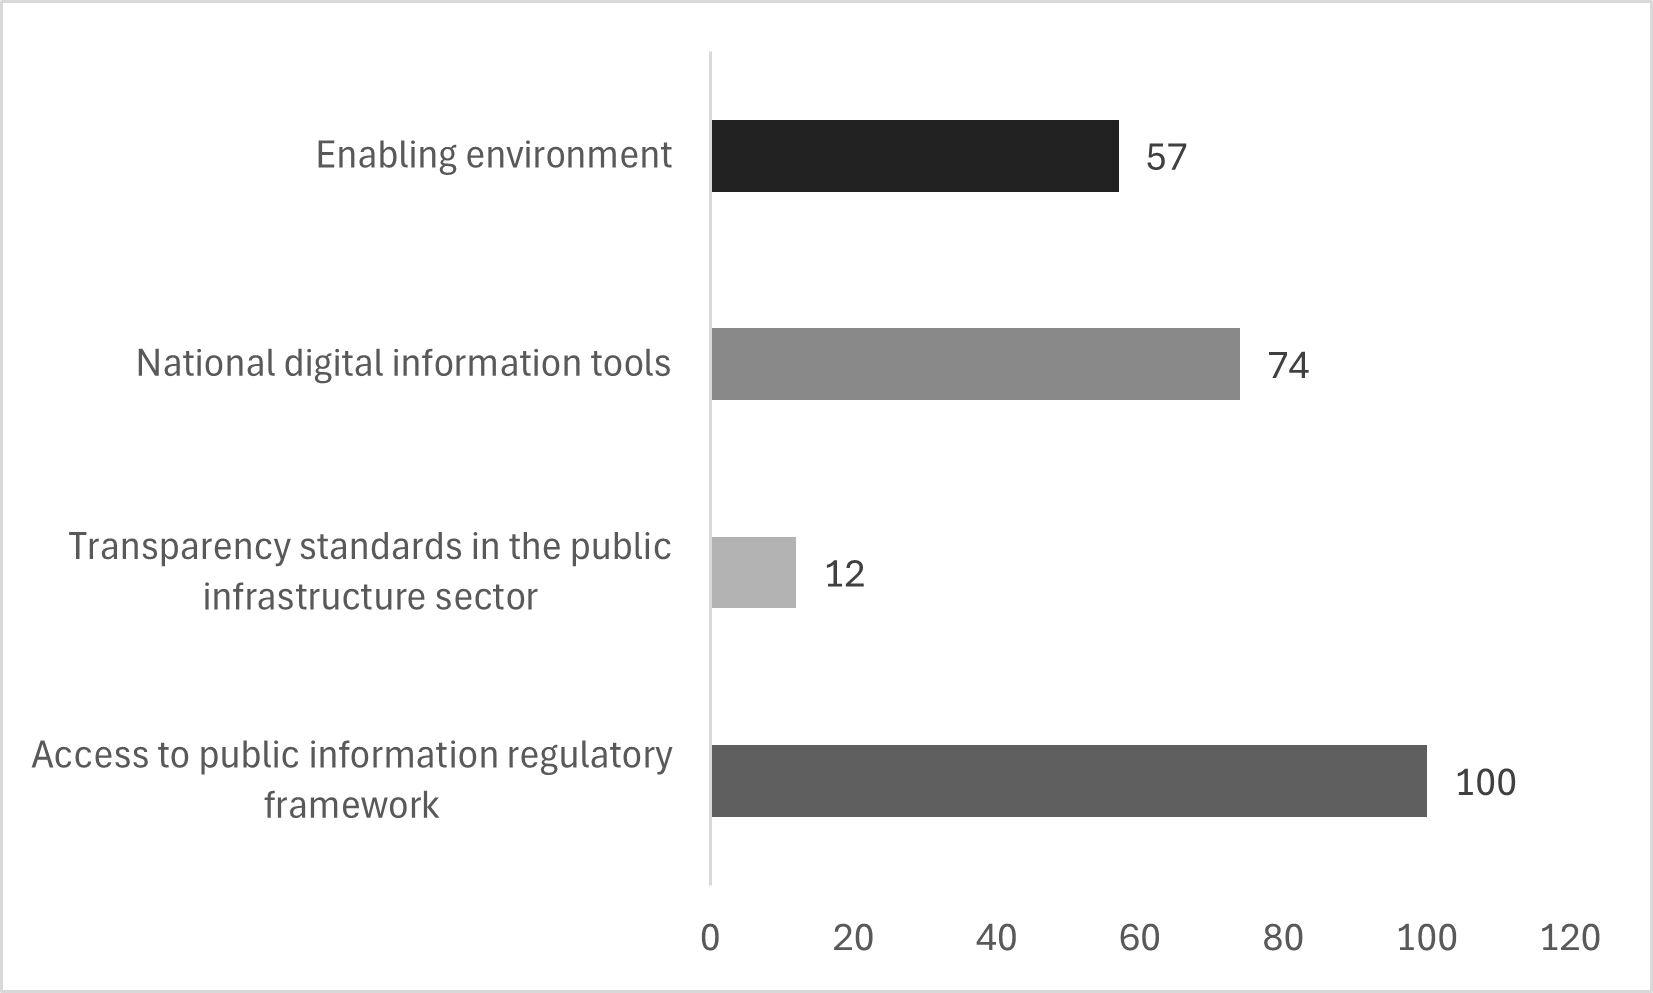 Enabling environment
57
National digital information tools
74
Transparency standards in the public
infrastructure sector
12
Access to public information regulatory
framework
100
0 20 40 60 80 100 120